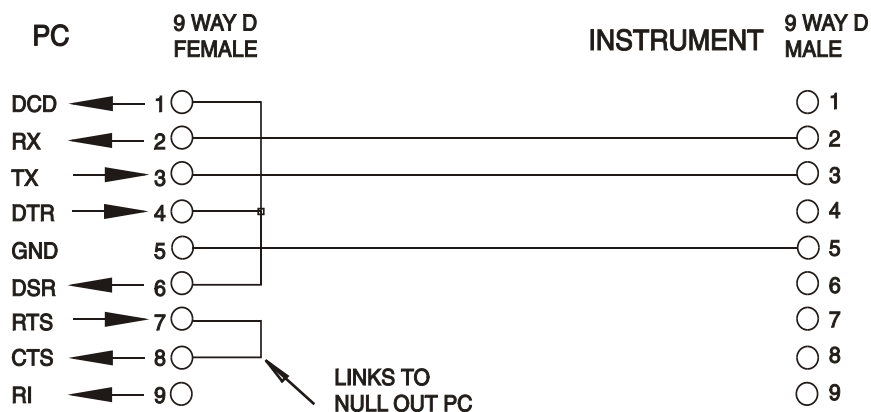 PC
9 WAY D
FEMALE
INSTRUMENT
9 WAY D
MALE
DCD 1 1
RX 2 2
TX 3 3
DTR 4 4
GND 5 5
DSR 6 6
RTS 7 7
CTS 8 8
RI 9 9
LINKS TO
NULL OUT PC